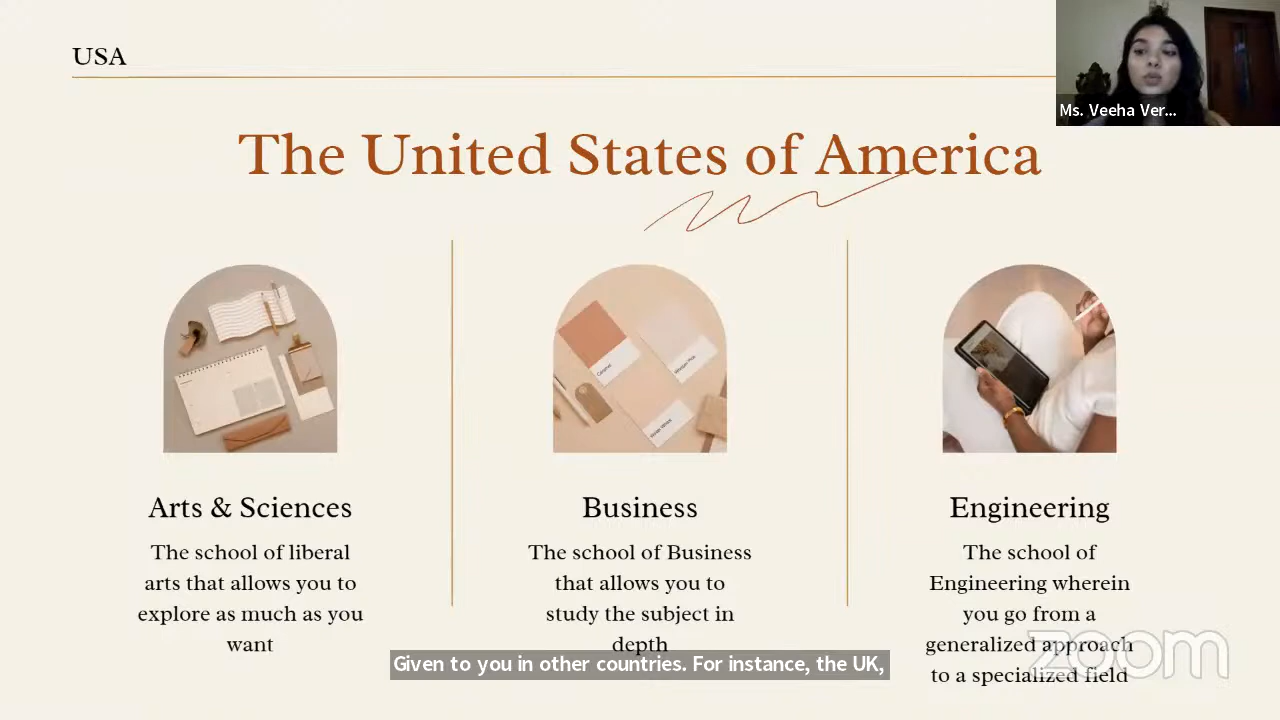 USA
Ms. Veeha Ver...
The United States of America
Arts & Sciences
The school of liberal
arts that allows you to
explore as much as you
want
Business
The school of Business
that allows you to
study the subject in
depth
Engineering
The school of
Engineering wherein
you go from a
generalized approach
to a specialized field
Given to you in other countries. For instance, the UK,
zoom